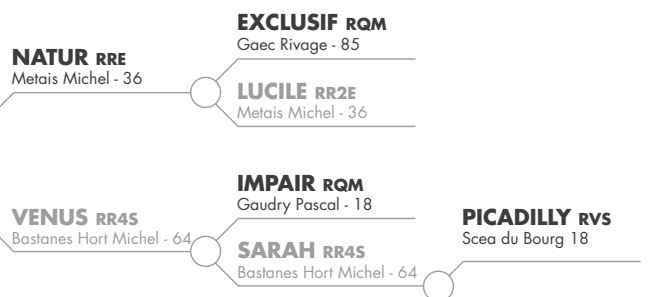 EXCLUSIF RQM
Gaec Rivage - 85
NATUR RRE
Metais Michel - 36
LUCILE RR2E
Metais Michel - 36
IMPAIR RQM
Gaudry Pascal - 18
VENUS RR4S
Bastanes Hort Michel - 64
PICADILLY RVS
Scea du Bourg 18
SARAH RR4S
Bastanes Hort Michel - 64